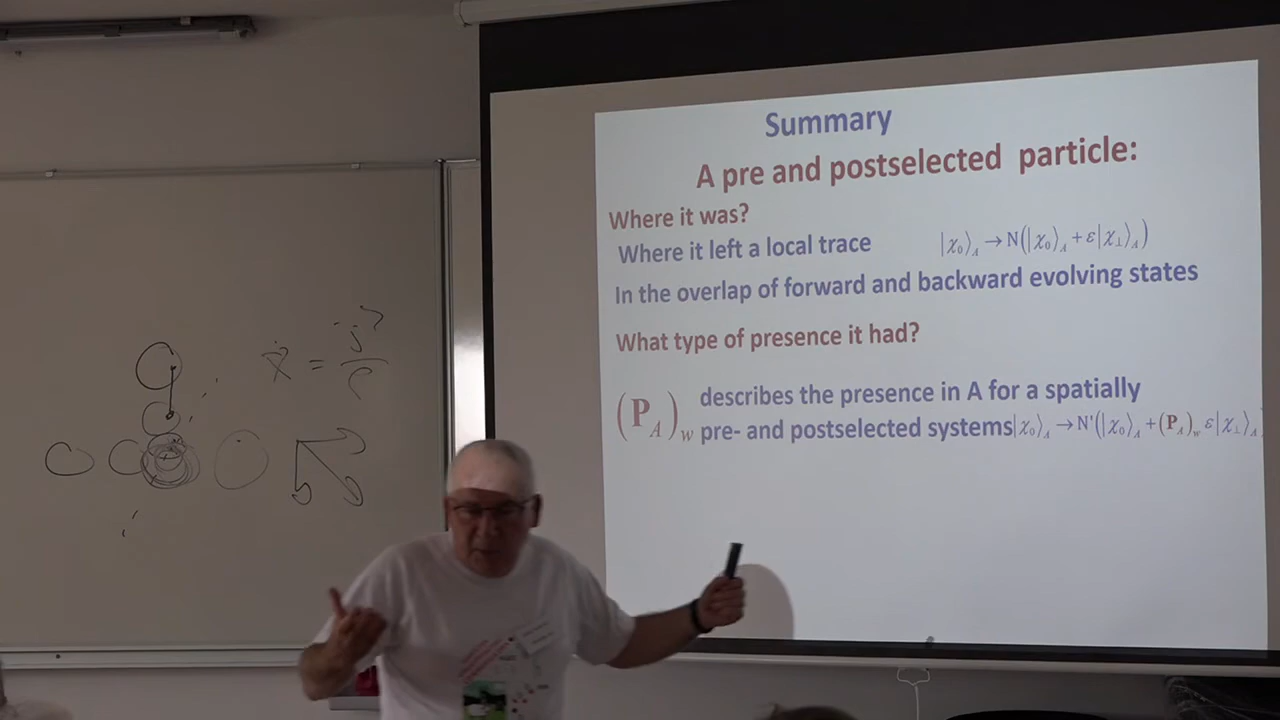 Summary
A pre and postselected particle:
Where it was?
Where it left a local trace |χ₀⟩_A → N(|χ₀⟩_A + ε|χ⊥⟩_A)
In the overlap of forward and backward evolving states
What type of presence it had?
(P_A)_w describes the presence in A for a spatially
pre- and postselected systems |χ₀⟩_A → N'(|χ₀⟩_A + (P_A)_w ε|χ⊥⟩_A